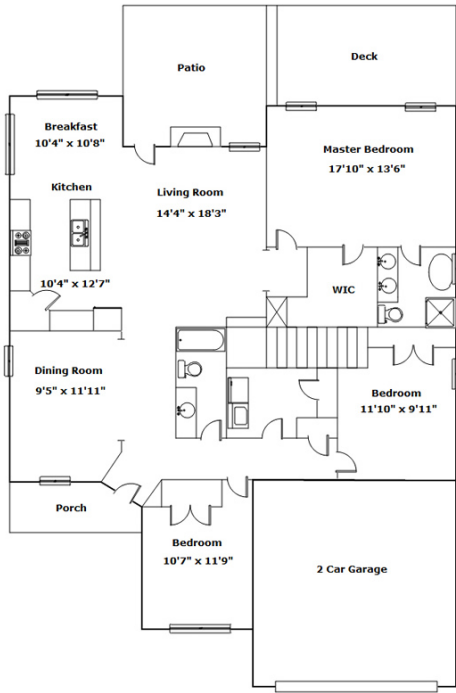 Patio
Deck
Breakfast
10'4" x 10'8"
Master Bedroom
17'10" x 13'6"
Kitchen
Living Room
14'4" x 18'3"
10'4" x 12'7"
WIC
Dining Room
9'5" x 11'11"
Bedroom
11'10" x 9'11"
Porch
Bedroom
10'7" x 11'9"
2 Car Garage